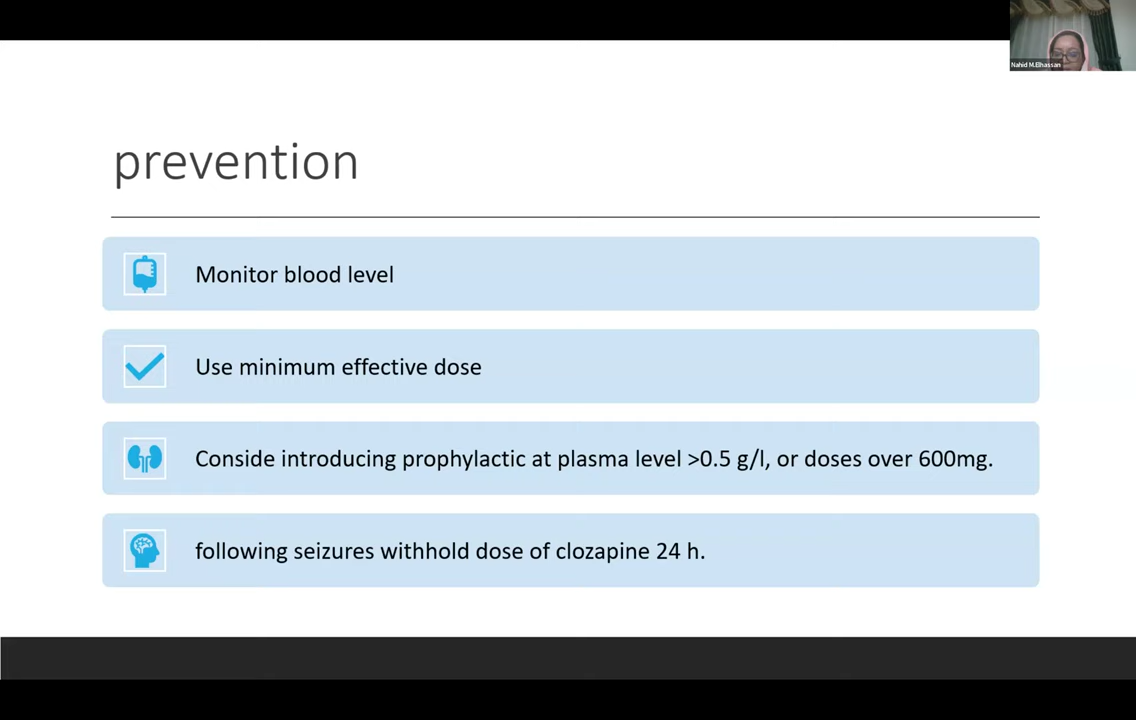 Nahid M.Elhassan
prevention
Monitor blood level
Use minimum effective dose
Conside introducing prophylactic at plasma level >0.5 g/l, or doses over 600mg.
following seizures withhold dose of clozapine 24 h.